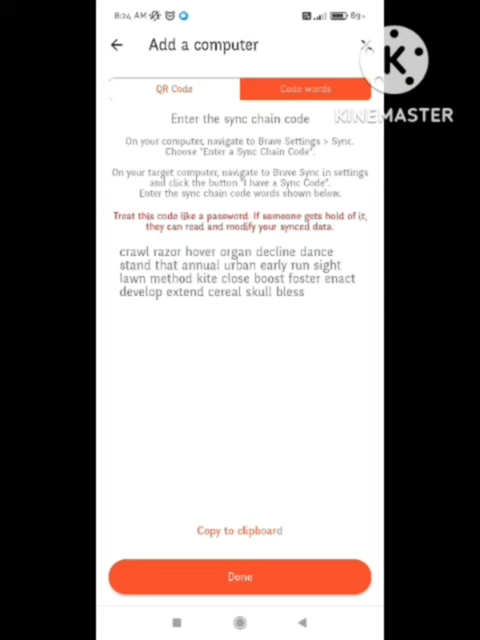 8:24 AM
89%
Add a computer
K
KINEMASTER
QR Code
Code words
Enter the sync chain code
On your computer, navigate to Brave Settings > Sync.
Choose "Enter a Sync Chain Code".
On your target computer, navigate to Brave Sync in settings
and click the button "I have a Sync Code".
Enter the sync chain code words shown below.
Treat this code like a password. If someone gets hold of it,
they can read and modify your synced data.
crawl razor hover organ decline dance
stand that annual urban early run sight
lawn method kite close boost foster enact
develop extend cereal skull bless
Copy to clipboard
Done